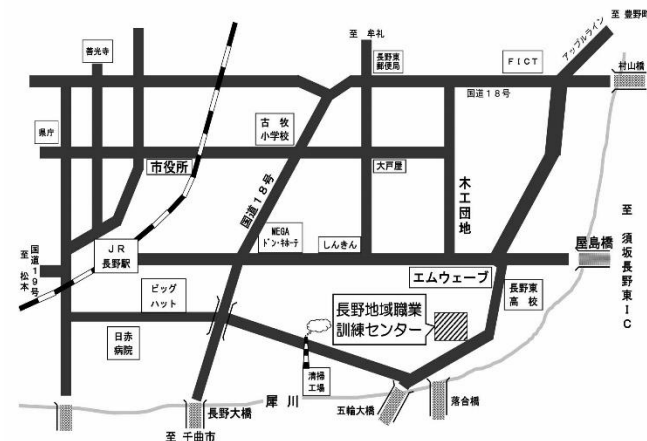 至 豊野町
アップルライン
善光寺
至 牟礼
長野東
郵便局
FICT
村山橋
国道18号
県庁
古 牧
小学校
市役所
大戸屋
国道18号
木工団地
至 須坂長野東IC
JR
長野駅
MEGA
ドン・キホーテ
しんきん
屋島橋
国道19号
至 松本
エムウェーブ
ビッグ
ハット
長野東
高校
長野地域職業
訓練センター
日赤
病院
清掃
工場
犀 川
長野大橋
五輪大橋
落合橋
至 千曲市